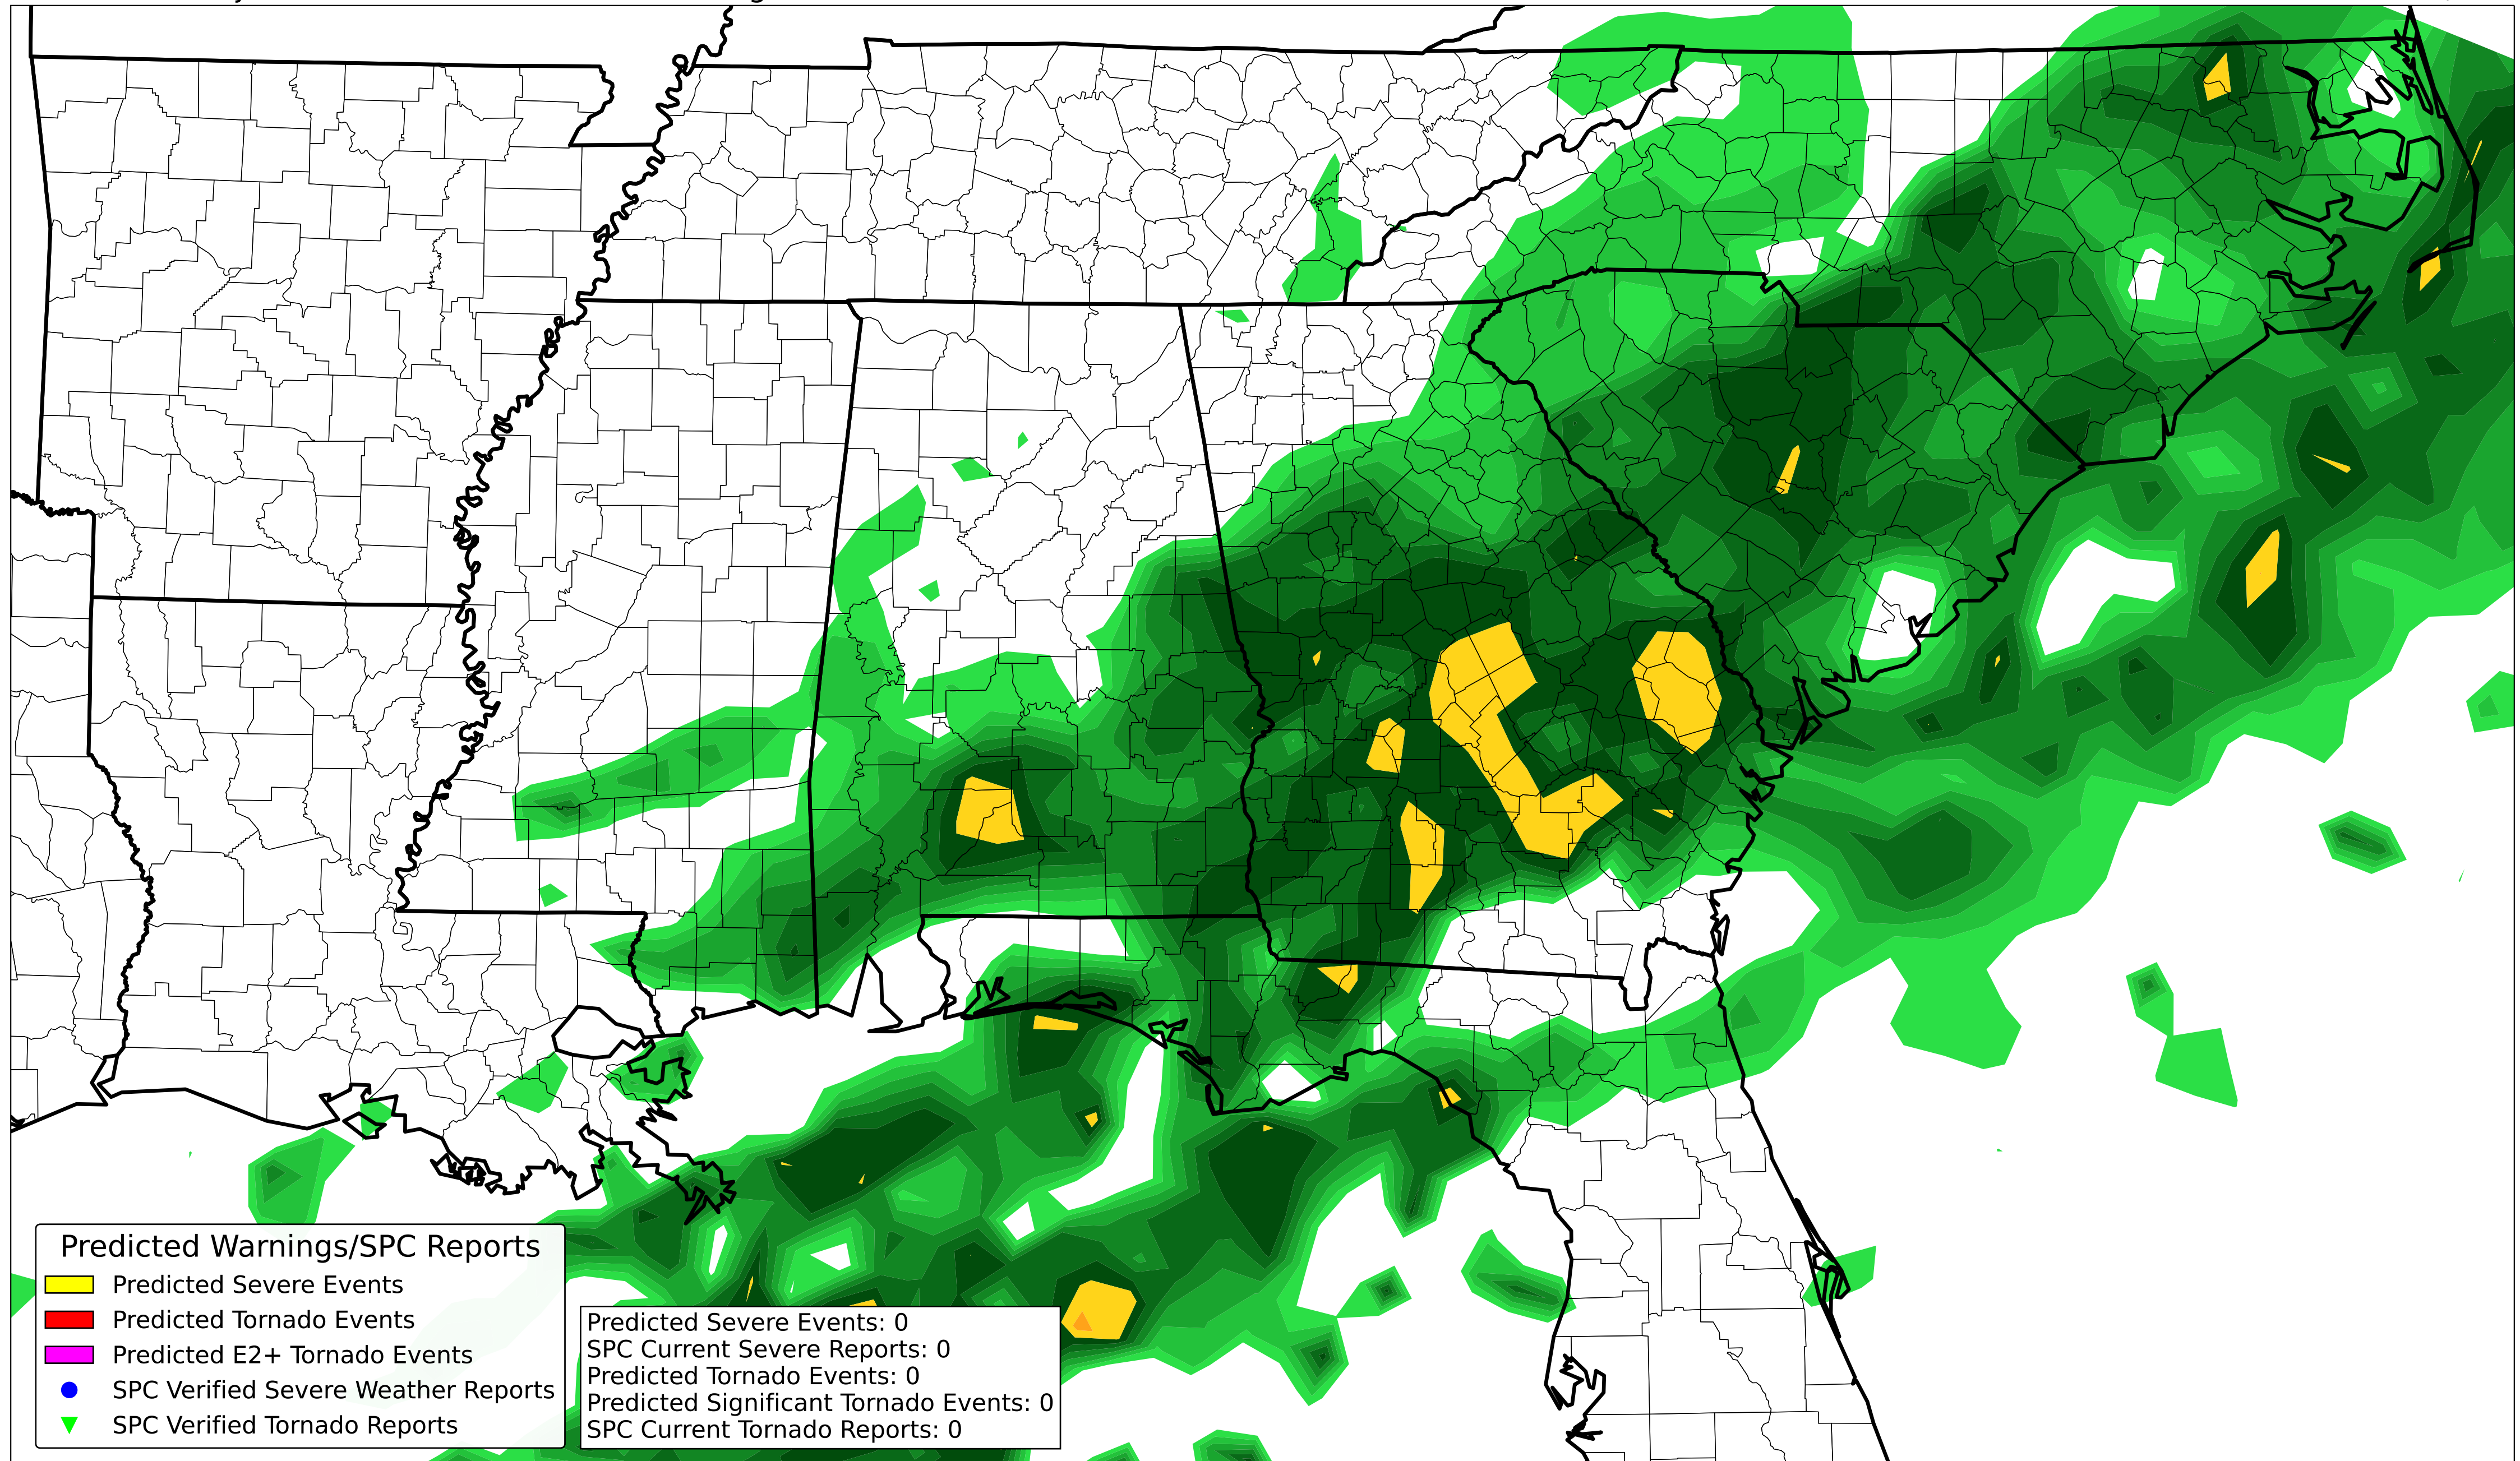 Predicted Warnings/SPC Reports
Predicted Severe Events
Predicted Tornado Events
Predicted E2+ Tornado Events
SPC Verified Severe Weather Reports
SPC Verified Tornado Reports
Predicted Severe Events: 0
SPC Current Severe Reports: 0
Predicted Tornado Events: 0
Predicted Significant Tornado Events: 0
SPC Current Tornado Reports: 0